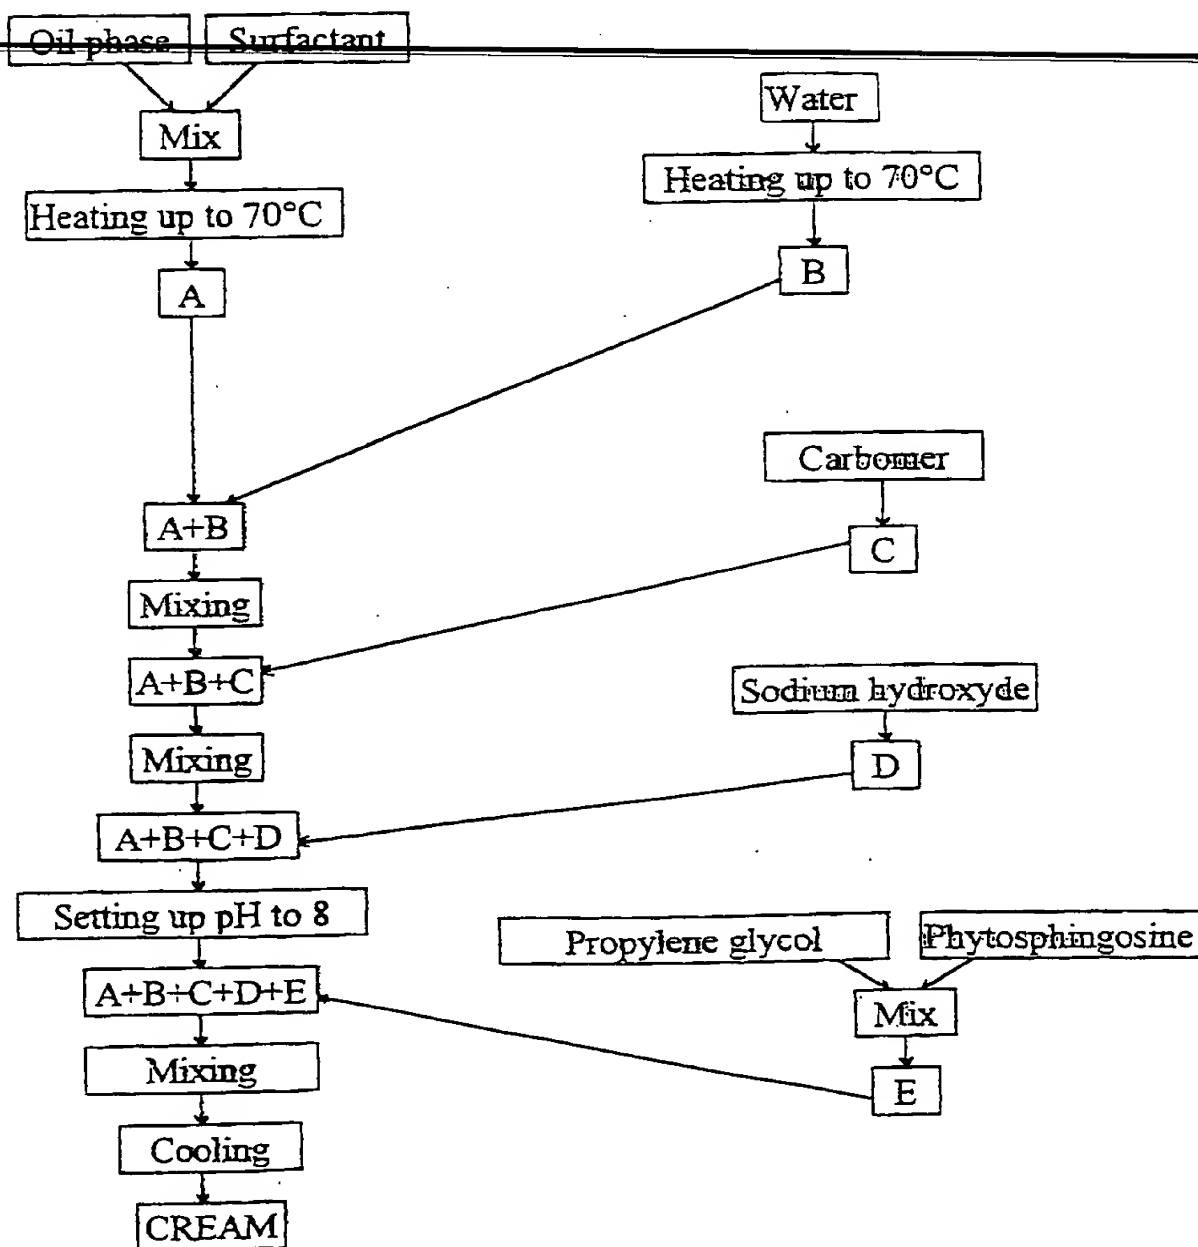 Oil phase
Surfactant
Mix
Heating up to 70°C
A
Water
Heating up to 70°C
B
A+B
Mixing
Carbomer
C
A+B+C
Mixing
Sodium hydroxyde
D
A+B+C+D
Setting up pH to 8
Propylene glycol
Phytosphingosine
Mix
E
A+B+C+D+E
Mixing
Cooling
CREAM